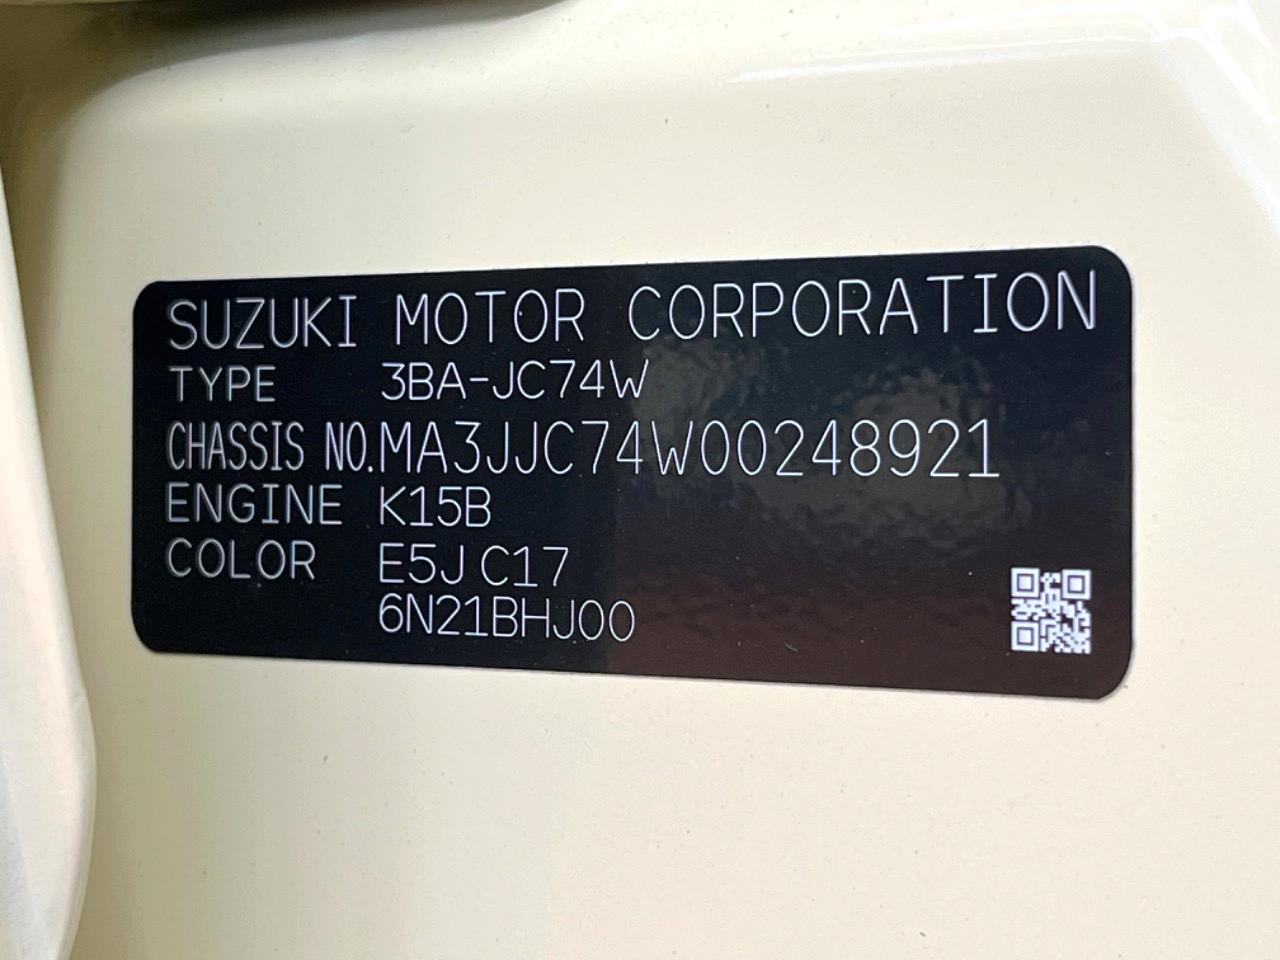 SUZUKI MOTOR CORPORATION
TYPE 3BA-JC74W
CHASSIS NO.MA3JJC74W00248921
ENGINE K15B
COLOR E5J C17
6N21BHJ00